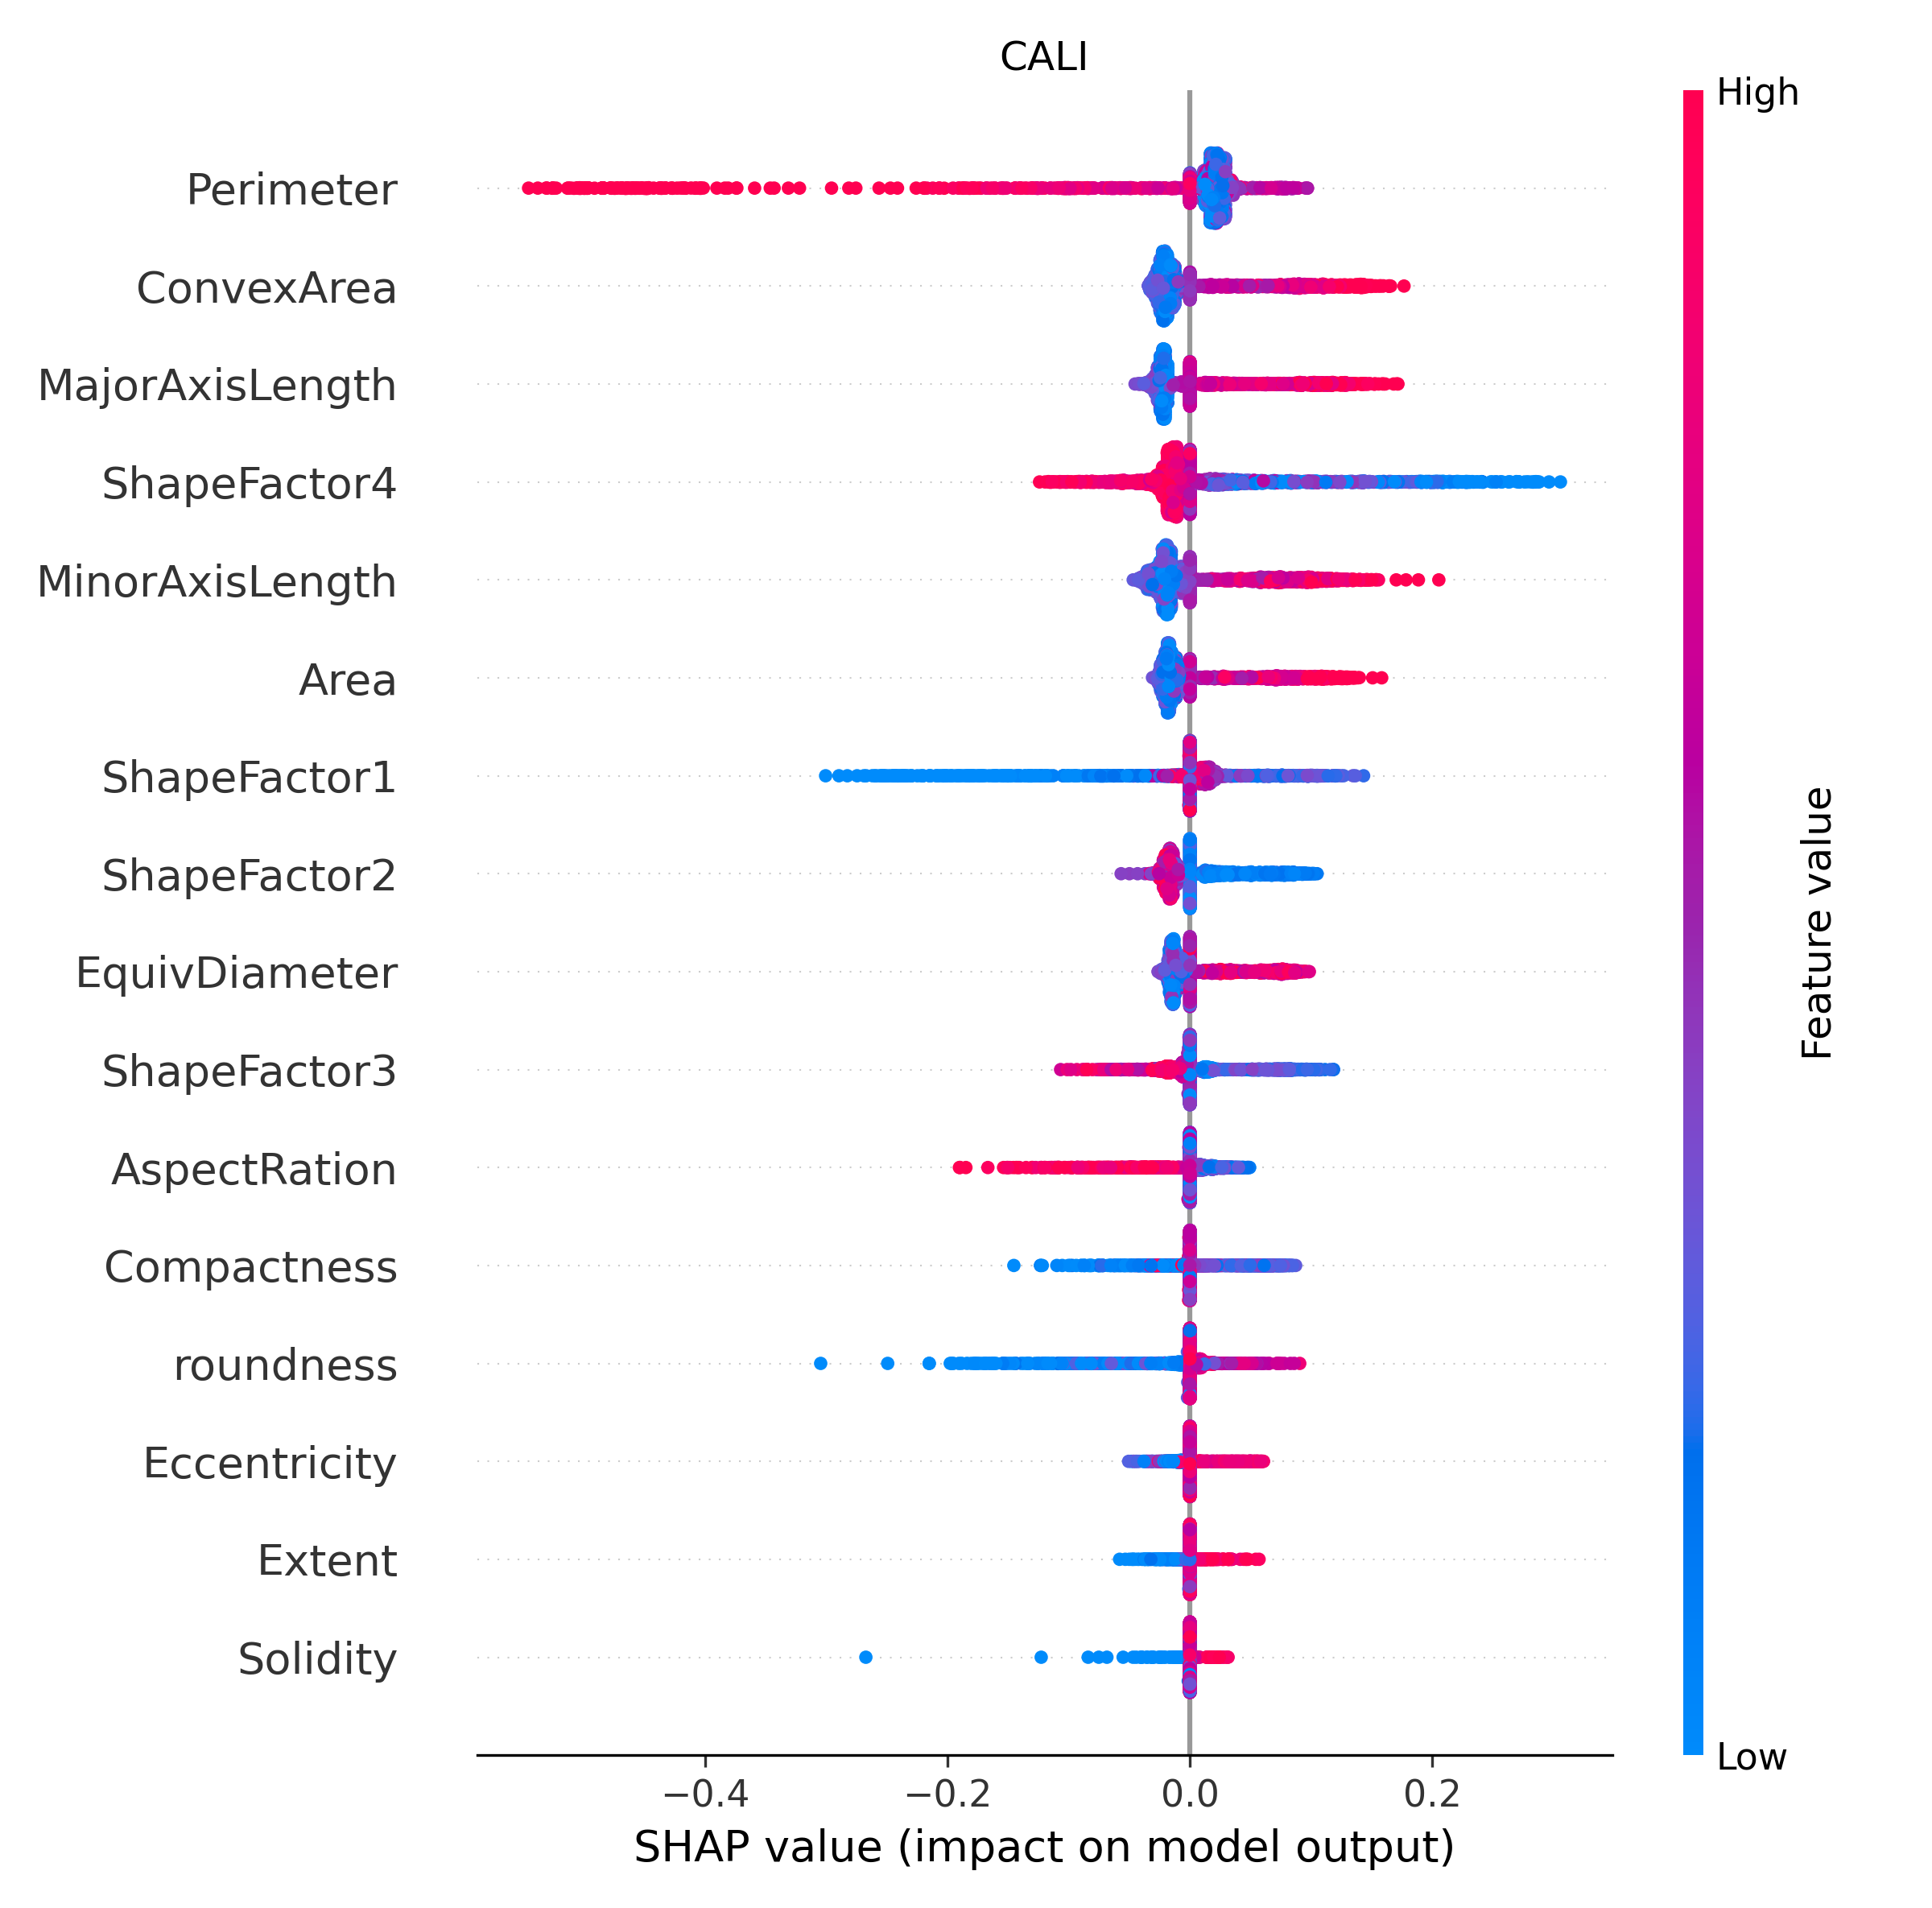 CALI
High
Perimeter
ConvexArea
MajorAxisLength
ShapeFactor4
MinorAxisLength
Area
ShapeFactor1
ShapeFactor2
EquivDiameter
ShapeFactor3
AspectRation
Compactness
roundness
Eccentricity
Extent
Solidity
Feature value
Low
−0.4 −0.2 0.0 0.2
SHAP value (impact on model output)